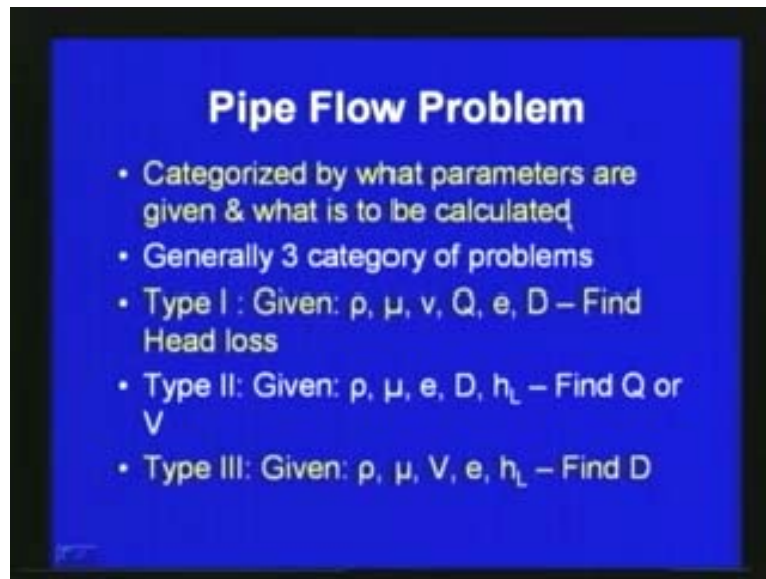 Pipe Flow Problem
• Categorized by what parameters are
given & what is to be calculated
• Generally 3 category of problems
• Type I : Given: ρ, μ, v, Q, e, D – Find
Head loss
• Type II: Given: ρ, μ, e, D, hL – Find Q or
V
• Type III: Given: ρ, μ, V, e, hL – Find D